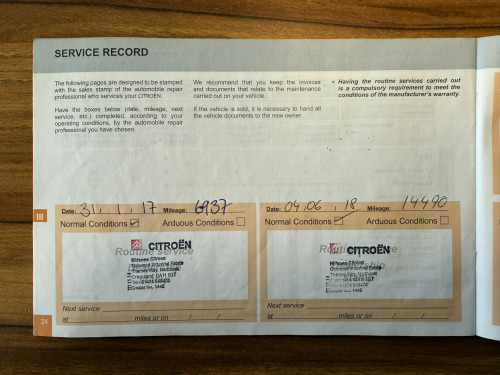 SERVICE RECORD
The following pages are designed to be stamped
with the sales stamp of the automobile repair
professional who services your CITROËN.
Have the boxes below (date, mileage, next
service, etc.) completed, according to your
operating conditions, by the automobile repair
professional you have chosen.
We recommend that you keep the invoices
and documents that relate to the maintenance
carried out on your vehicle.
If the vehicle is sold, it is necessary to hand all
the vehicle documents to the new owner.
Having the routine services carried out
is a compulsory requirement to meet the
conditions of the manufacturer's warranty.
III
Date: 31 . 1 . 17 Mileage: 6937
Normal Conditions Arduous Conditions
Routine service
CITROËN
Milsons Citroen
Next service
at miles or on / /
Date: 04 / 06 / 18 Mileage: 14490
Normal Conditions Arduous Conditions
CITROËN
Next service
at miles or on / /
24